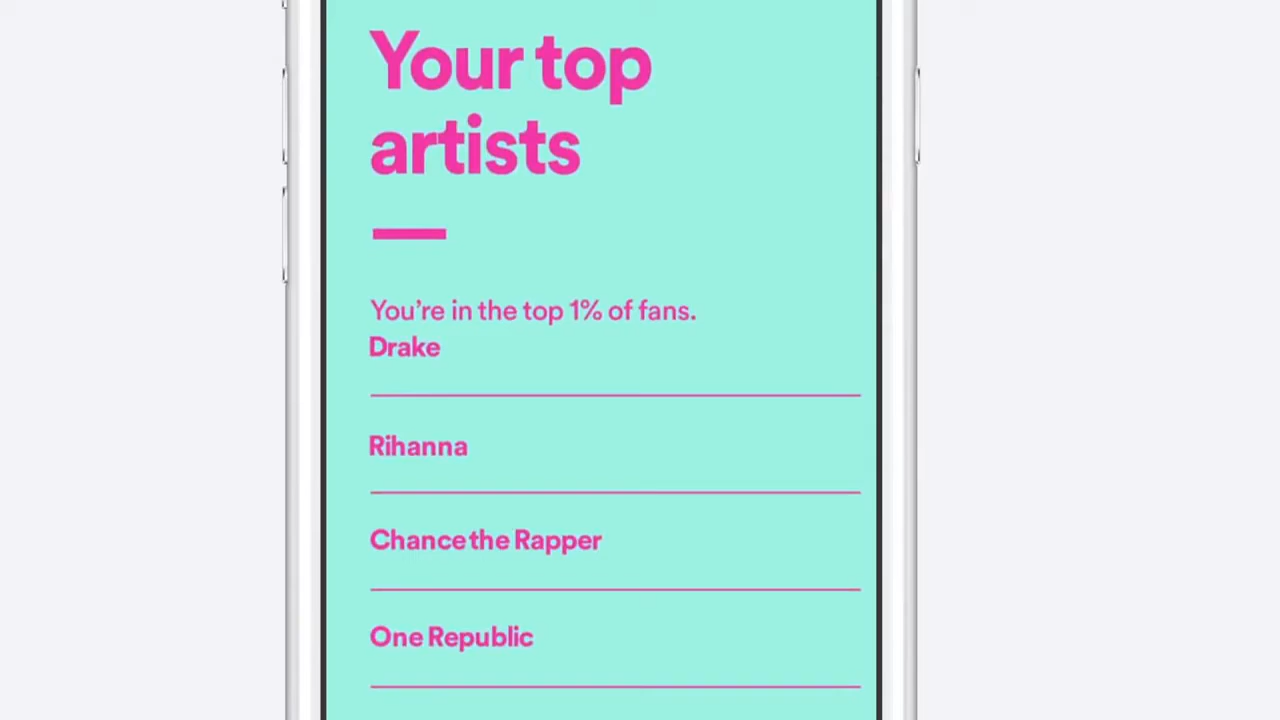 Your top
artists
You're in the top 1% of fans.
Drake
Rihanna
Chance the Rapper
One Republic